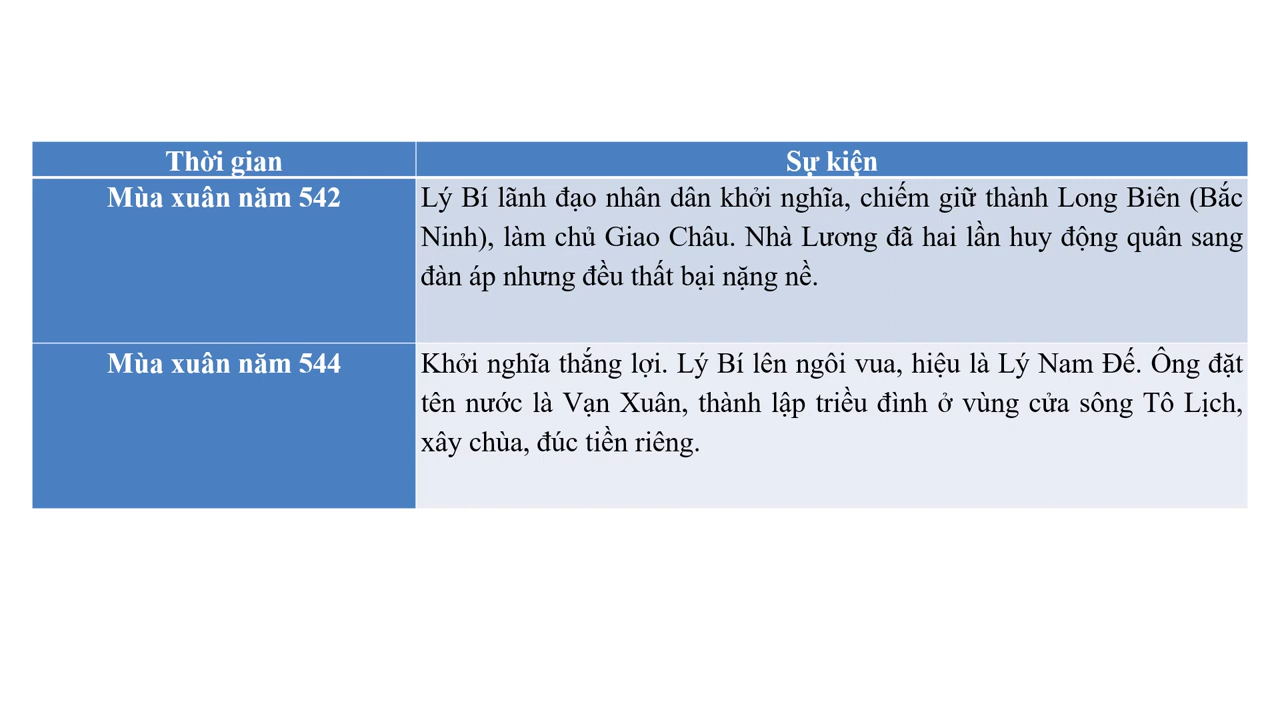 Thời gian
Sự kiện
Mùa xuân năm 542
Lý Bí lãnh đạo nhân dân khởi nghĩa, chiếm giữ thành Long Biên (Bắc
Ninh), làm chủ Giao Châu. Nhà Lương đã hai lần huy động quân sang
đàn áp nhưng đều thất bại nặng nề.
Mùa xuân năm 544
Khởi nghĩa thắng lợi. Lý Bí lên ngôi vua, hiệu là Lý Nam Đế. Ông đặt
tên nước là Vạn Xuân, thành lập triều đình ở vùng cửa sông Tô Lịch,
xây chùa, đúc tiền riêng.